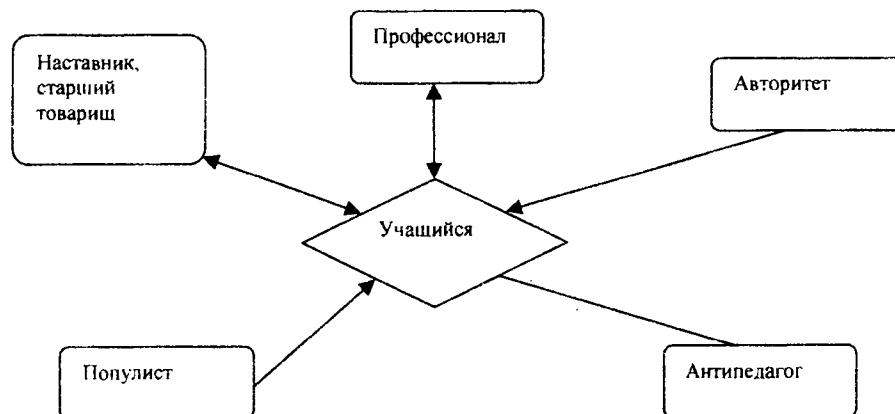 Профессионал
Наставник,
старший
товарищ
Авторитет
Учащийся
Популист
Антипедагог